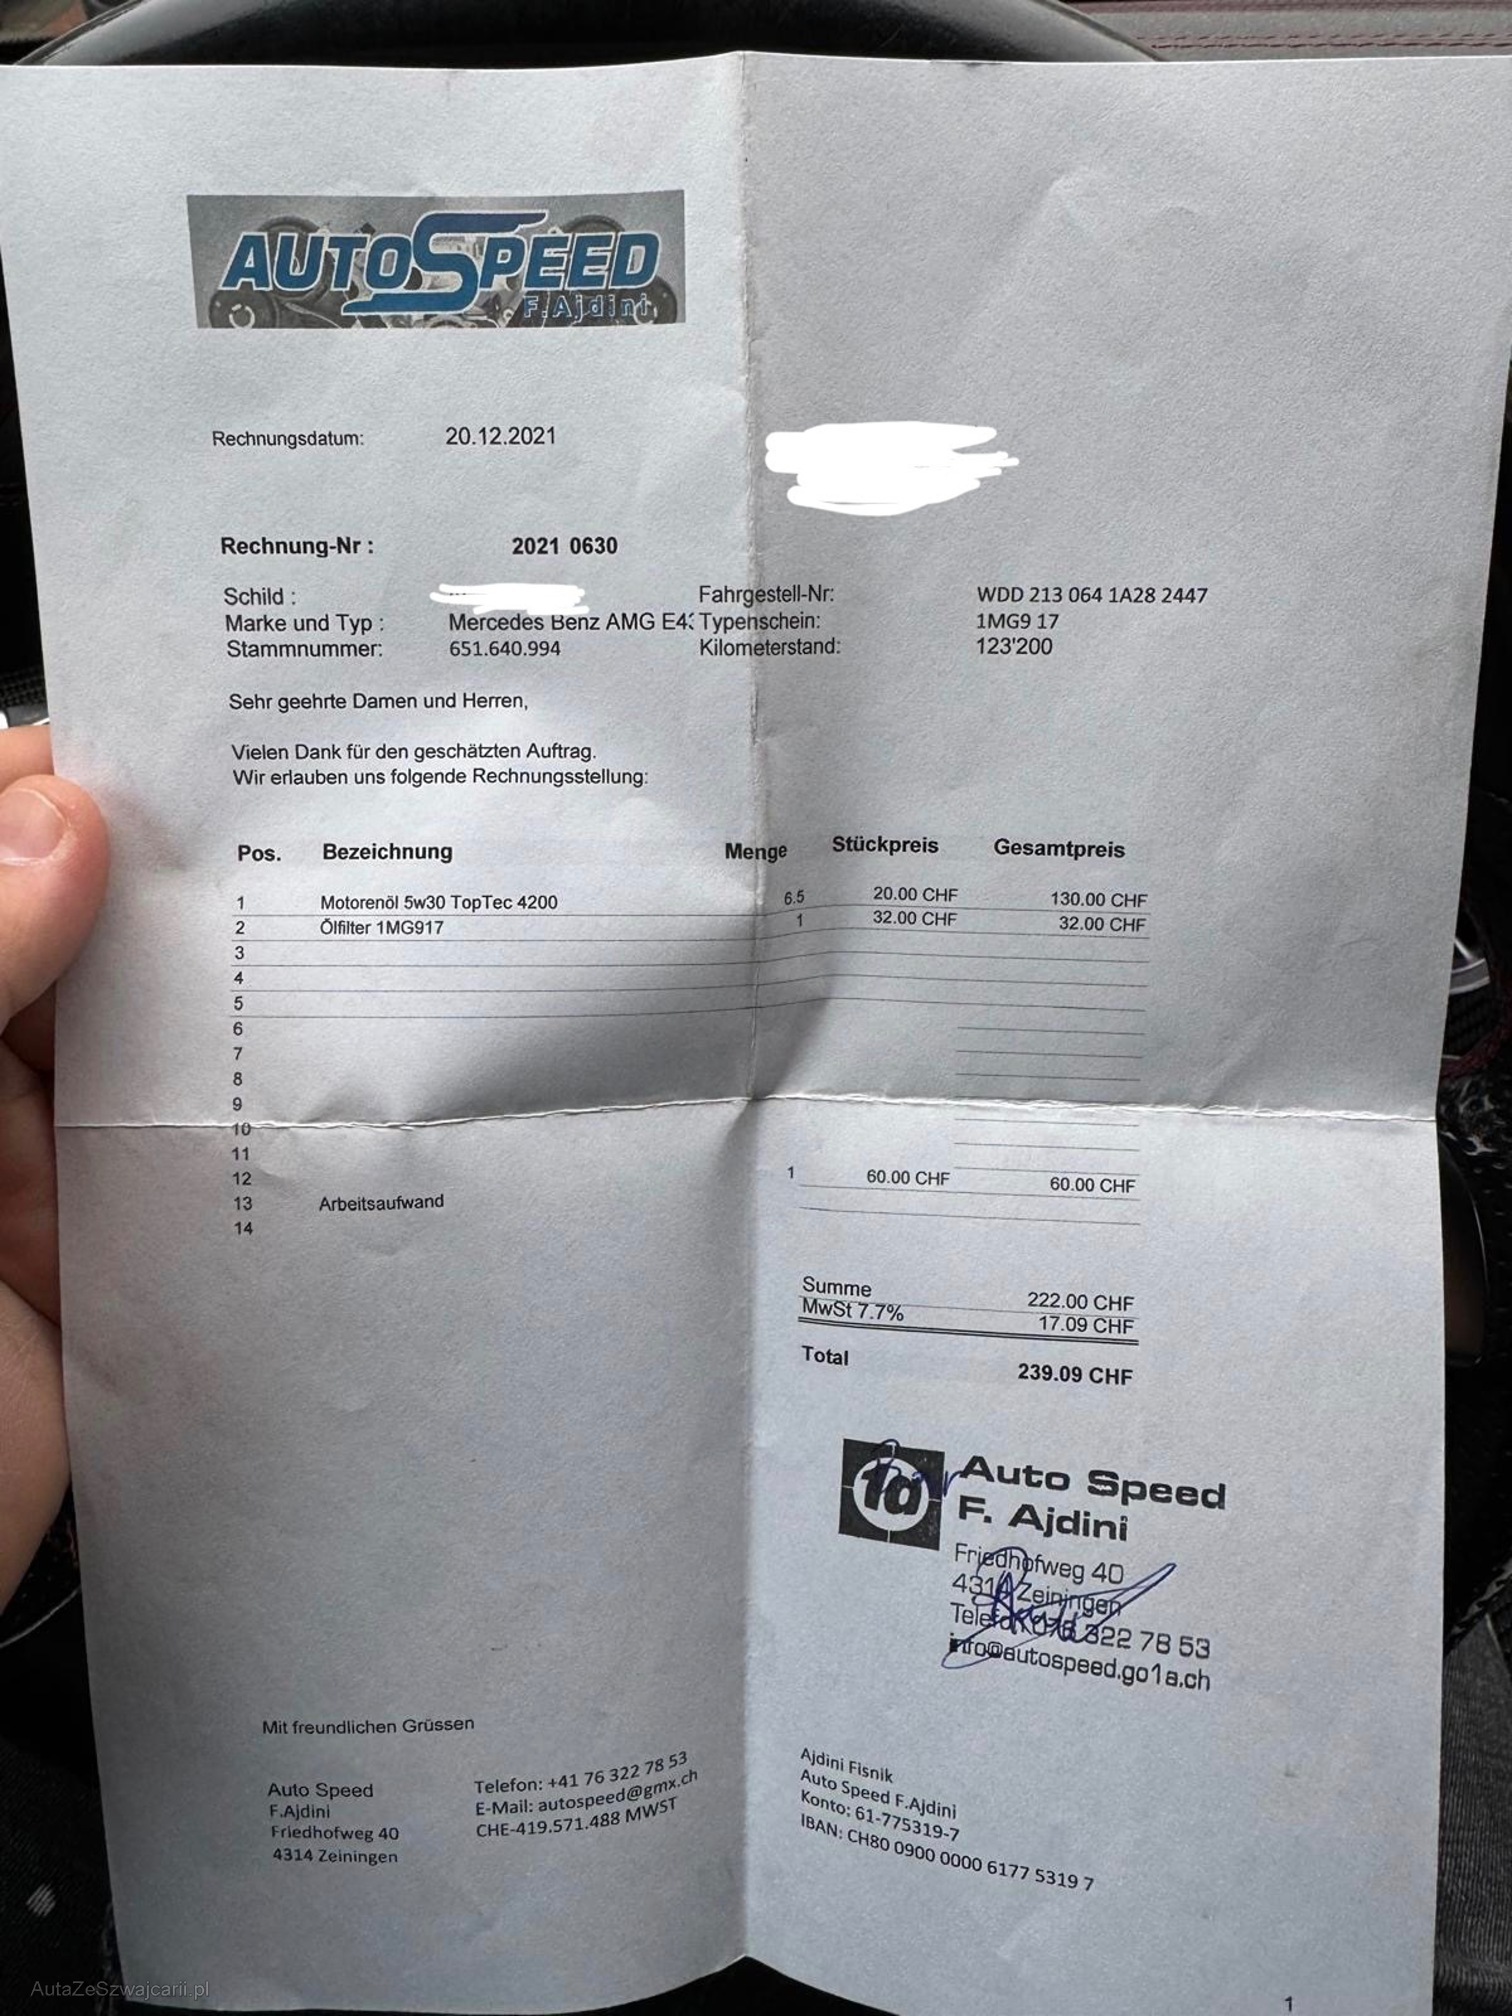 AUTOSPEED
F.Ajdini
Rechnungsdatum: 20.12.2021
Rechnung-Nr : 2021 0630
Schild : Fahrgestell-Nr: WDD 213 064 1A28 2447
Marke und Typ : Mercedes Benz AMG E43 Typenschein: 1MG9 17
Stammnummer: 651.640.994 Kilometerstand: 123'200
Sehr geehrte Damen und Herren,
Vielen Dank für den geschätzten Auftrag.
Wir erlauben uns folgende Rechnungsstellung:
Pos. Bezeichnung Menge Stückpreis Gesamtpreis
1 Motorenöl 5w30 TopTec 4200 6.5 20.00 CHF 130.00 CHF
2 Ölfilter 1MG917 1 32.00 CHF 32.00 CHF
3
4
5
6
7
8
9
10
11
12
13 Arbeitsaufwand 1 60.00 CHF 60.00 CHF
14
Summe 222.00 CHF
MwSt 7.7% 17.09 CHF
Total 239.09 CHF
Bar
1a Auto Speed
F. Ajdini
Friedhofweg 40
4314 Zeiningen
Telefon 076 322 78 53
info@autospeed.go1a.ch
Mit freundlichen Grüssen
Auto Speed
F.Ajdini
Friedhofweg 40
4314 Zeiningen
Telefon: +41 76 322 78 53
E-Mail: autospeed@gmx.ch
CHE-419.571.488 MWST
Ajdini Fisnik
Auto Speed F.Ajdini
Konto: 61-775319-7
IBAN: CH80 0900 0000 6177 5319 7
AutaZeSzwajcarii.pl
1